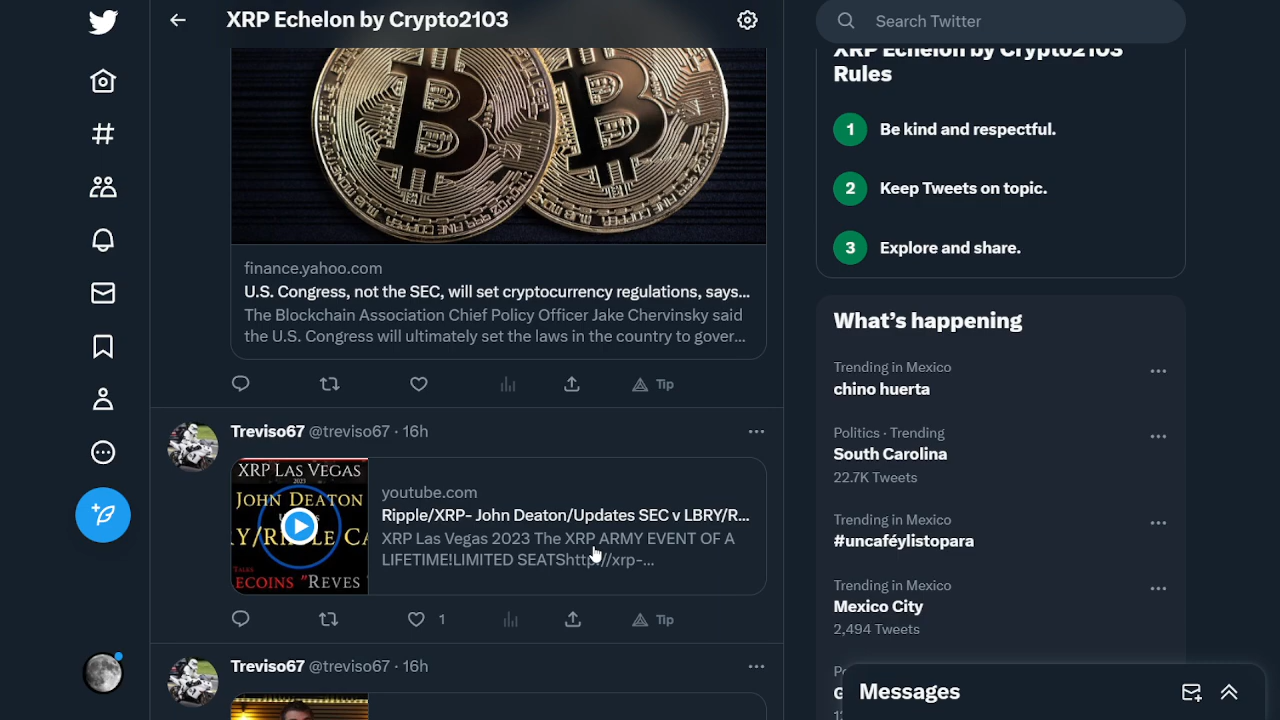 XRP Echelon by Crypto2103
finance.yahoo.com
U.S. Congress, not the SEC, will set cryptocurrency regulations, says...
The Blockchain Association Chief Policy Officer Jake Chervinsky said
the U.S. Congress will ultimately set the laws in the country to gover...
Tip
Treviso67 @treviso67 · 16h
XRP LAS VEGAS
2023
JOHN DEATON
ECOINS "REVES
youtube.com
Ripple/XRP- John Deaton/Updates SEC v LBRY/R...
XRP Las Vegas 2023 The XRP ARMY EVENT OF A
LIFETIME!LIMITED SEATShttp://xrp-...
1
Tip
Treviso67 @treviso67 · 16h
Search Twitter
XRP Echelon by Crypto2103
Rules
1 Be kind and respectful.
2 Keep Tweets on topic.
3 Explore and share.
What's happening
Trending in Mexico
chino huerta
Politics · Trending
South Carolina
22.7K Tweets
Trending in Mexico
#uncaféylistopara
Trending in Mexico
Mexico City
2,494 Tweets
Messages